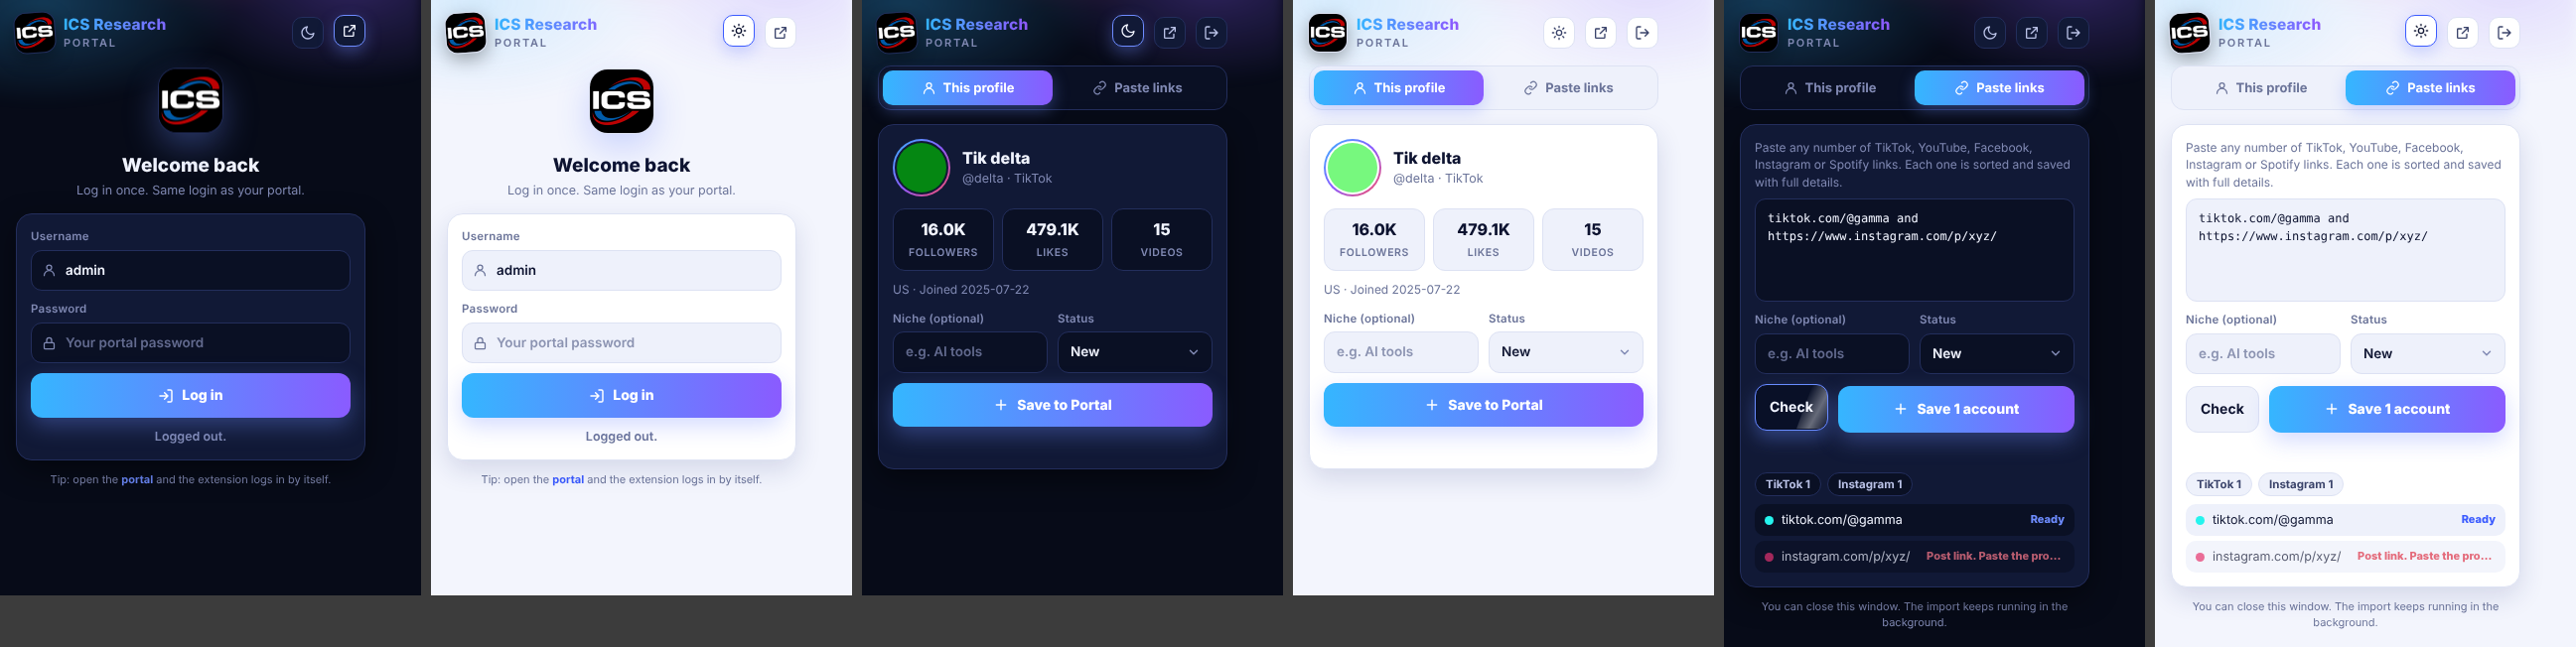 ICS
ICS Research
PORTAL
ICS
Welcome back
Log in once. Same login as your portal.
Username
admin
Password
Your portal password
Log in
Logged out.
Tip: open the portal and the extension logs in by itself.
ICS
ICS Research
PORTAL
ICS
Welcome back
Log in once. Same login as your portal.
Username
admin
Password
Your portal password
Log in
Logged out.
Tip: open the portal and the extension logs in by itself.
ICS
ICS Research
PORTAL
This profile
Paste links
Tik delta
@delta · TikTok
16.0K
FOLLOWERS
479.1K
LIKES
15
VIDEOS
US · Joined 2025-07-22
Niche (optional)
Status
e.g. AI tools
New
Save to Portal
ICS
ICS Research
PORTAL
This profile
Paste links
Tik delta
@delta · TikTok
16.0K
FOLLOWERS
479.1K
LIKES
15
VIDEOS
US · Joined 2025-07-22
Niche (optional)
Status
e.g. AI tools
New
Save to Portal
ICS
ICS Research
PORTAL
This profile
Paste links
Paste any number of TikTok, YouTube, Facebook,
Instagram or Spotify links. Each one is sorted and saved
with full details.
tiktok.com/@gamma and
https://www.instagram.com/p/xyz/
Niche (optional)
Status
e.g. AI tools
New
Check
Save 1 account
TikTok 1
Instagram 1
tiktok.com/@gamma
Ready
instagram.com/p/xyz/
Post link. Paste the pro...
You can close this window. The import keeps running in the
background.
ICS
ICS Research
PORTAL
This profile
Paste links
Paste any number of TikTok, YouTube, Facebook,
Instagram or Spotify links. Each one is sorted and saved
with full details.
tiktok.com/@gamma and
https://www.instagram.com/p/xyz/
Niche (optional)
Status
e.g. AI tools
New
Check
Save 1 account
TikTok 1
Instagram 1
tiktok.com/@gamma
Ready
instagram.com/p/xyz/
Post link. Paste the pro...
You can close this window. The import keeps running in the
background.